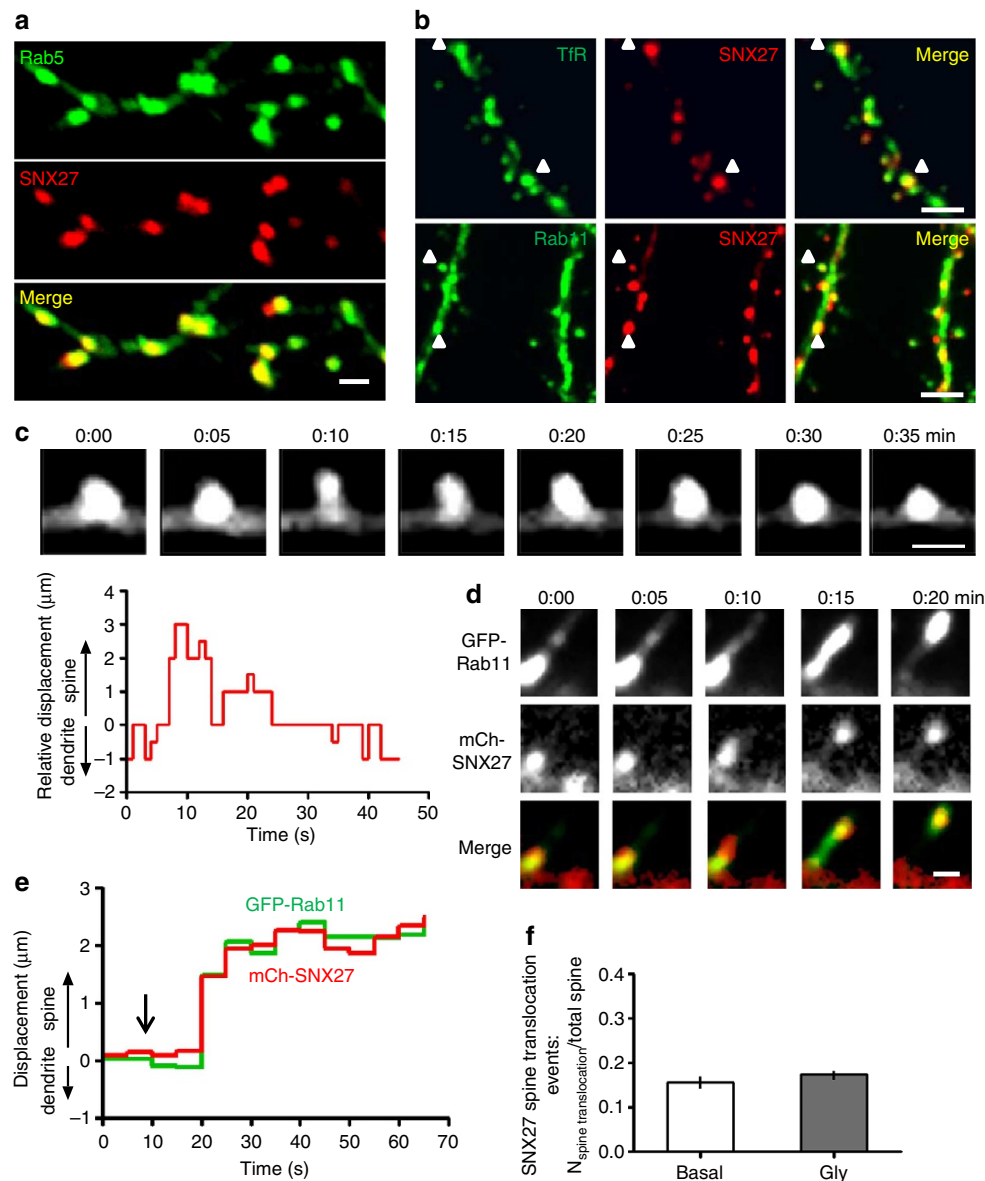 a
Rab5
SNX27
Merge
b
TfR
SNX27
Merge
Rab11
SNX27
Merge
c
0:00
0:05
0:10
0:15
0:20
0:25
0:30
0:35 min
Relative displacement (μm)
dendrite spine
4
3
2
1
0
−1
−2
0
10
20
30
40
50
Time (s)
d
0:00
0:05
0:10
0:15
0:20 min
GFP-
Rab11
mCh-
SNX27
Merge
e
Displacement (μm)
dendrite spine
3
2
1
0
−1
GFP-Rab11
mCh-SNX27
0
10
20
30
40
50
60
70
Time (s)
f
SNX27 spine translocation
events:
Nspine translocation/total spine
0.4
0.3
0.2
0.1
0.0
Basal
Gly